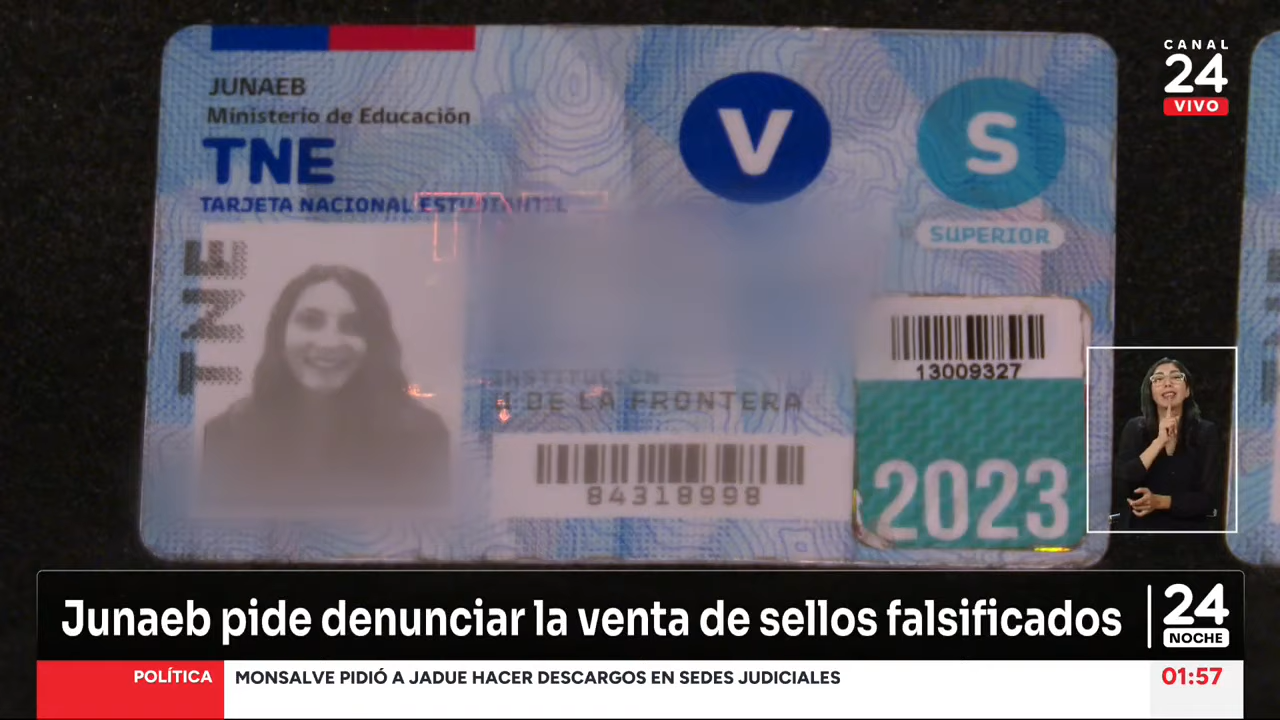 CANAL
24
VIVO
JUNAEB
Ministerio de Educación
TNE
TARJETA NACIONAL ESTUDIANTIL
V
S
SUPERIOR
TNE
INSTITUCIÓN
DE LA FRONTERA
13009327
84318998
2023
Junaeb pide denunciar la venta de sellos falsificados
24
NOCHE
POLÍTICA
MONSALVE PIDIÓ A JADUE HACER DESCARGOS EN SEDES JUDICIALES
01:57